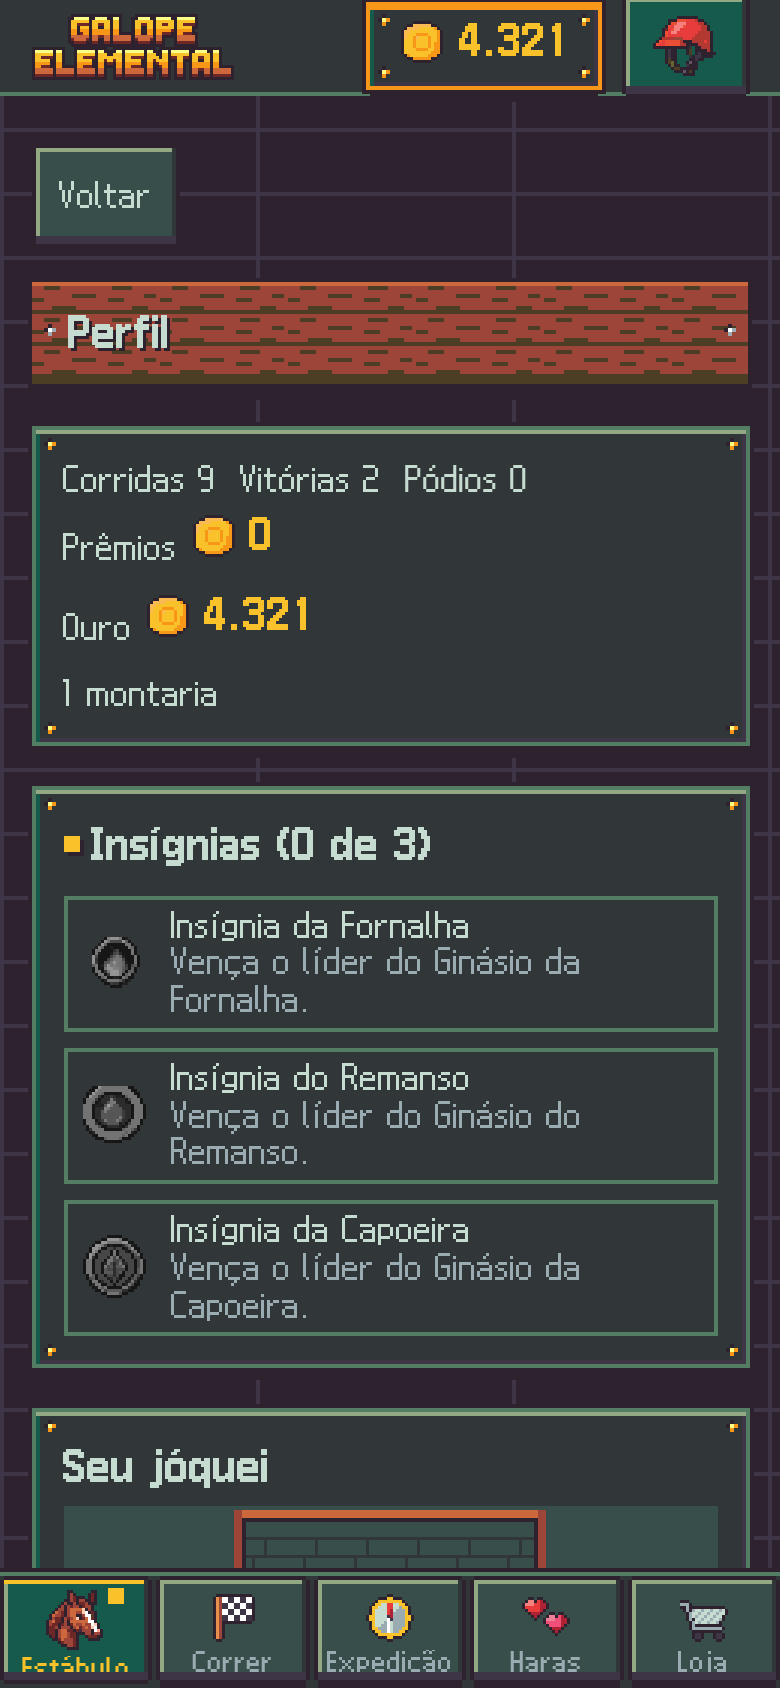 GALOPE
ELEMENTAL
4.321
Voltar
Perfil
Corridas 9 Vitórias 2 Pódios 0
Prêmios 0
Ouro 4.321
1 montaria
Insígnias (0 de 3)
Insígnia da Fornalha
Vença o líder do Ginásio da
Fornalha.
Insígnia do Remanso
Vença o líder do Ginásio do
Remanso.
Insígnia da Capoeira
Vença o líder do Ginásio da
Capoeira.
Seu jóquei
Estábulo
Correr
Expedição
Haras
Loja